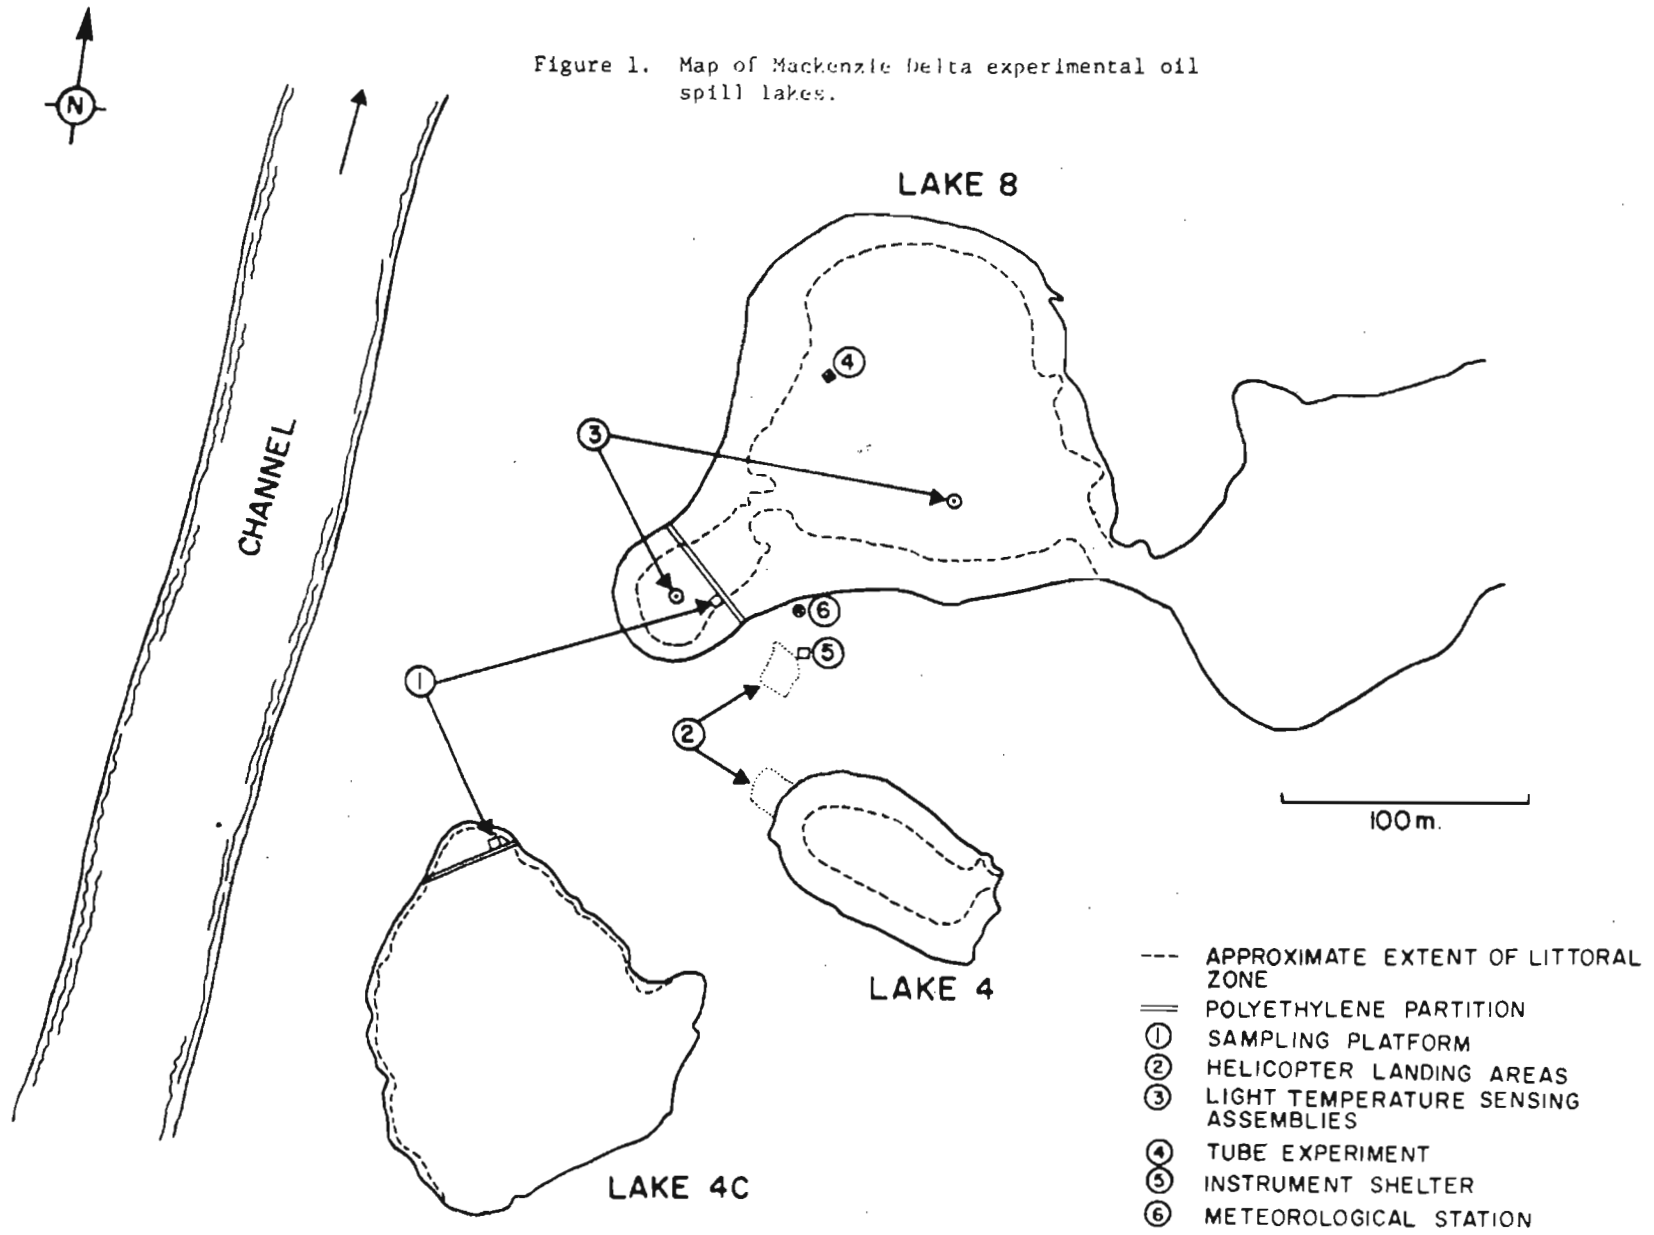 Figure 1. Map of Mackenzie Delta experimental oil
spill lakes.
N
LAKE 8
4
3
CHANNEL
6
5
1
2
100 m.
LAKE 4
LAKE 4C
--- APPROXIMATE EXTENT OF LITTORAL
ZONE
POLYETHYLENE PARTITION
1 SAMPLING PLATFORM
2 HELICOPTER LANDING AREAS
3 LIGHT TEMPERATURE SENSING
ASSEMBLIES
4 TUBE EXPERIMENT
5 INSTRUMENT SHELTER
6 METEOROLOGICAL STATION